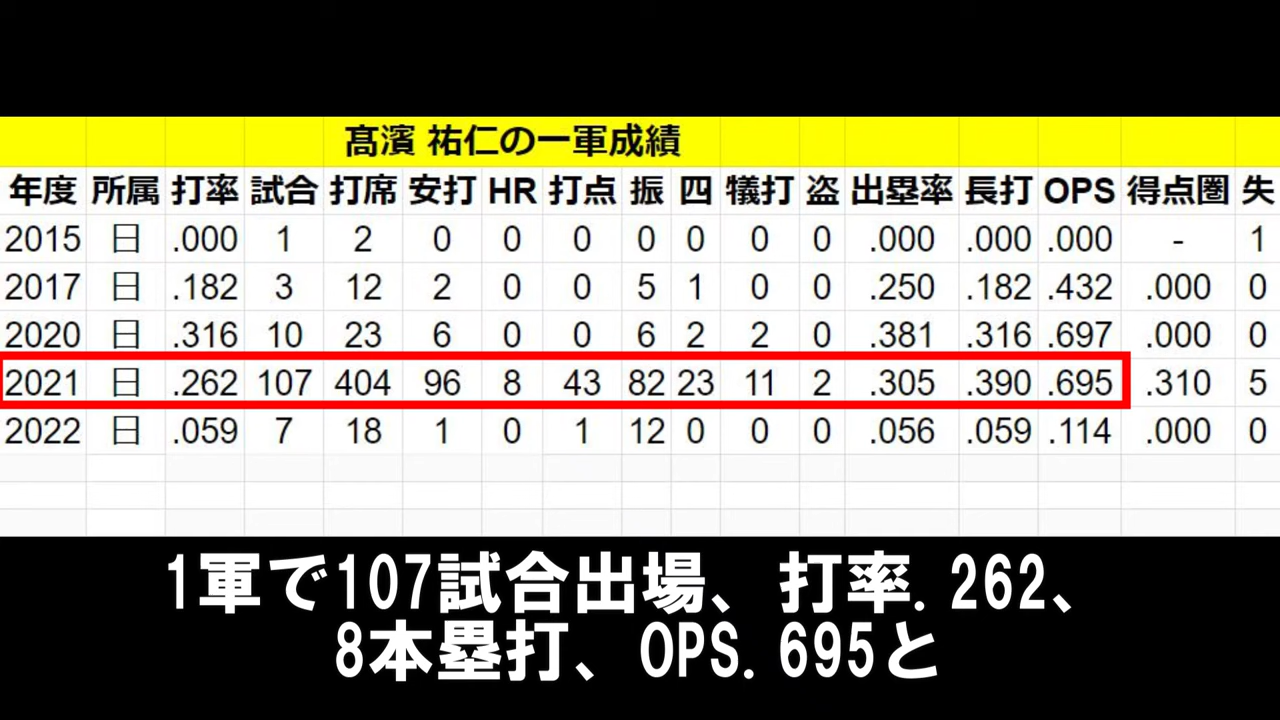 髙濱 祐仁の一軍成績
年度 所属 打率 試合 打席 安打 HR 打点 振 四 犠打 盗 出塁率 長打 OPS 得点圏 失
2015 日 .000 1 2 0 0 0 0 0 0 0 .000 .000 .000 - 1
2017 日 .182 3 12 2 0 0 5 1 0 0 .250 .182 .432 .000 0
2020 日 .316 10 23 6 0 0 6 2 2 0 .381 .316 .697 .000 0
2021 日 .262 107 404 96 8 43 82 23 11 2 .305 .390 .695 .310 5
2022 日 .059 7 18 1 0 1 12 0 0 0 .056 .059 .114 .000 0
1軍で107試合出場、打率.262、
8本塁打、OPS.695と